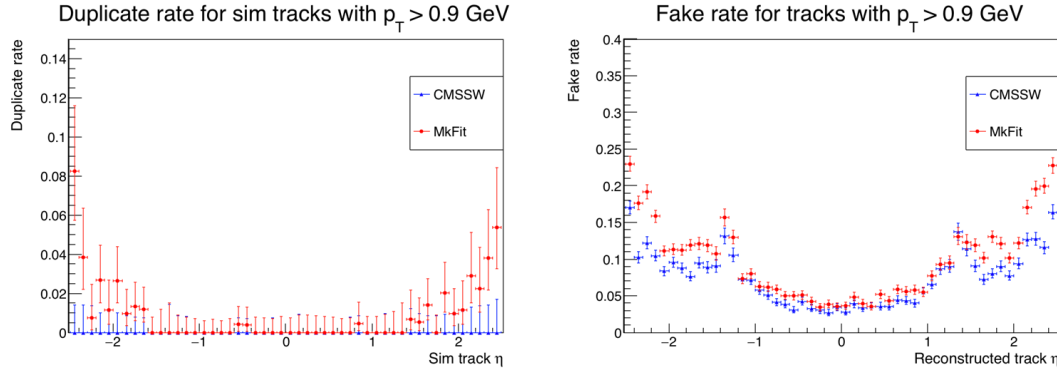 Duplicate rate for sim tracks with p_T > 0.9 GeV
Duplicate rate
0.14
0.12
0.1
0.08
0.06
0.04
0.02
0
CMSSW
MkFit
−2 −1 0 1 2
Sim track η
Fake rate for tracks with p_T > 0.9 GeV
Fake rate
0.4
0.35
0.3
0.25
0.2
0.15
0.1
0.05
0
CMSSW
MkFit
−2 −1 0 1 2
Reconstructed track η